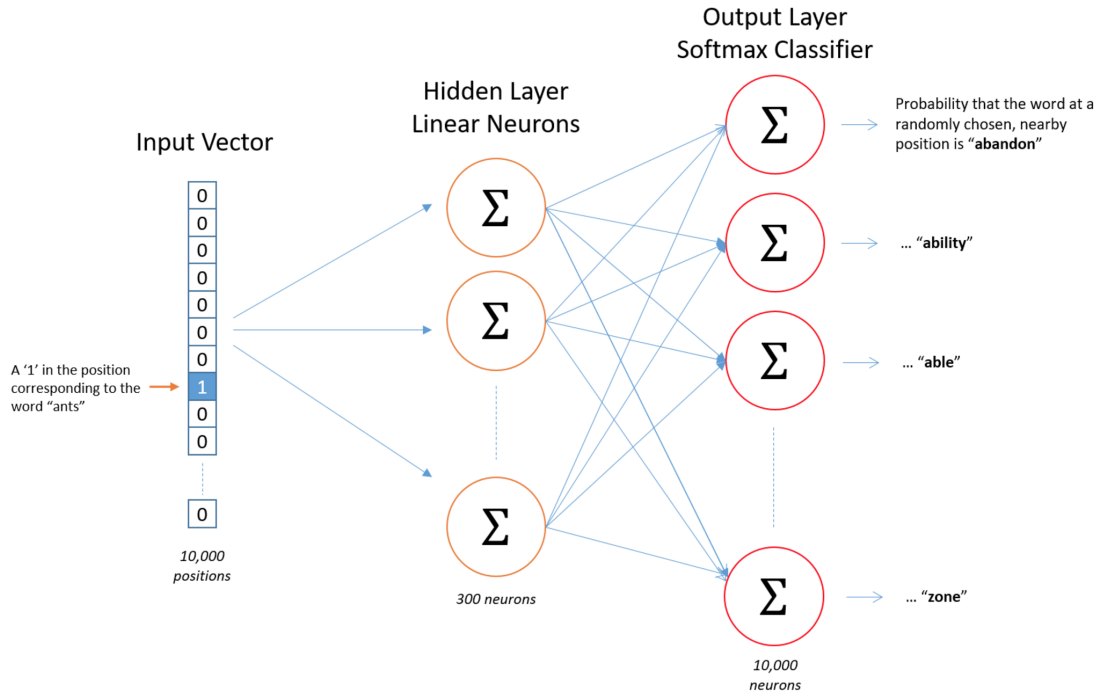 Output Layer
Softmax Classifier
Hidden Layer
Linear Neurons
Input Vector
Σ
Probability that the word at a
randomly chosen, nearby
position is “abandon”
0
0
0
0
0
0
0
1
0
0
0
A ‘1’ in the position
corresponding to the
word “ants”
Σ
Σ
Σ
Σ
… “ability”
Σ
… “able”
Σ
… “zone”
10,000
positions
300 neurons
10,000
neurons